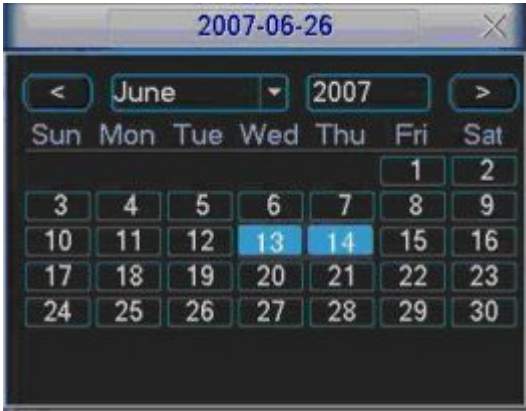 2007-06-26
< June 2007 >
Sun Mon Tue Wed Thu Fri Sat
1 2
3 4 5 6 7 8 9
10 11 12 13 14 15 16
17 18 19 20 21 22 23
24 25 26 27 28 29 30